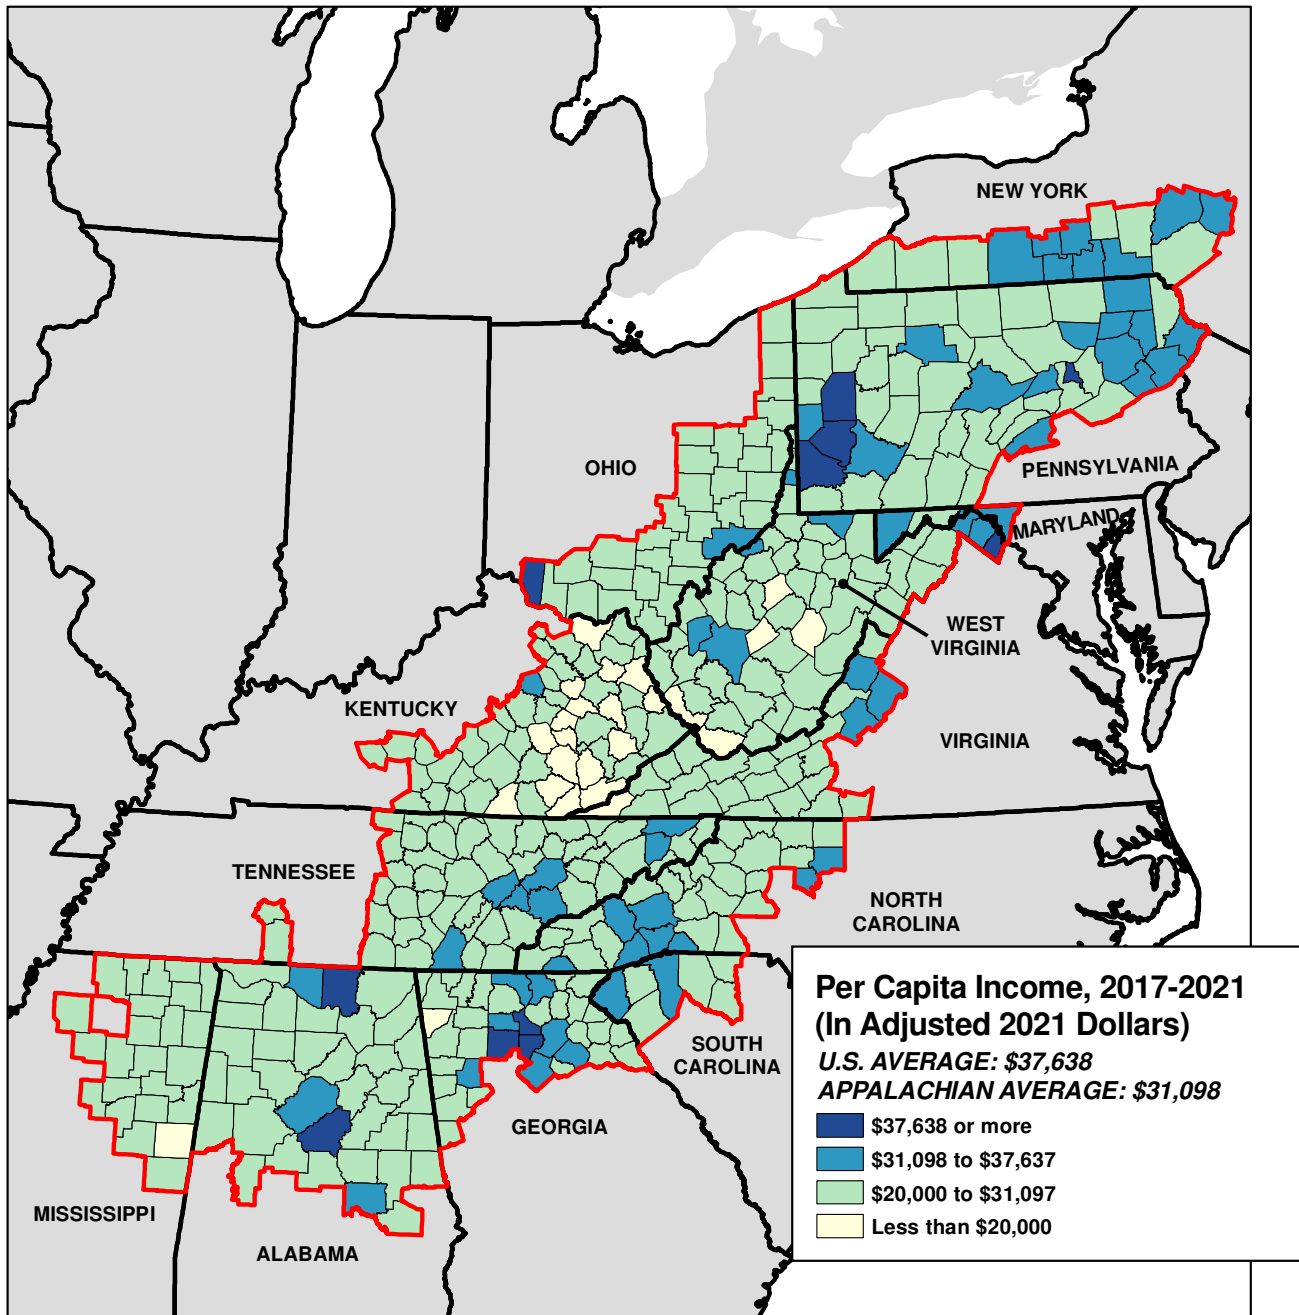 NEW YORK
OHIO
PENNSYLVANIA
MARYLAND
WEST
VIRGINIA
KENTUCKY
VIRGINIA
TENNESSEE
NORTH
CAROLINA
SOUTH
CAROLINA
GEORGIA
MISSISSIPPI
ALABAMA
Per Capita Income, 2017-2021
(In Adjusted 2021 Dollars)
U.S. AVERAGE: $37,638
APPALACHIAN AVERAGE: $31,098
$37,638 or more
$31,098 to $37,637
$20,000 to $31,097
Less than $20,000